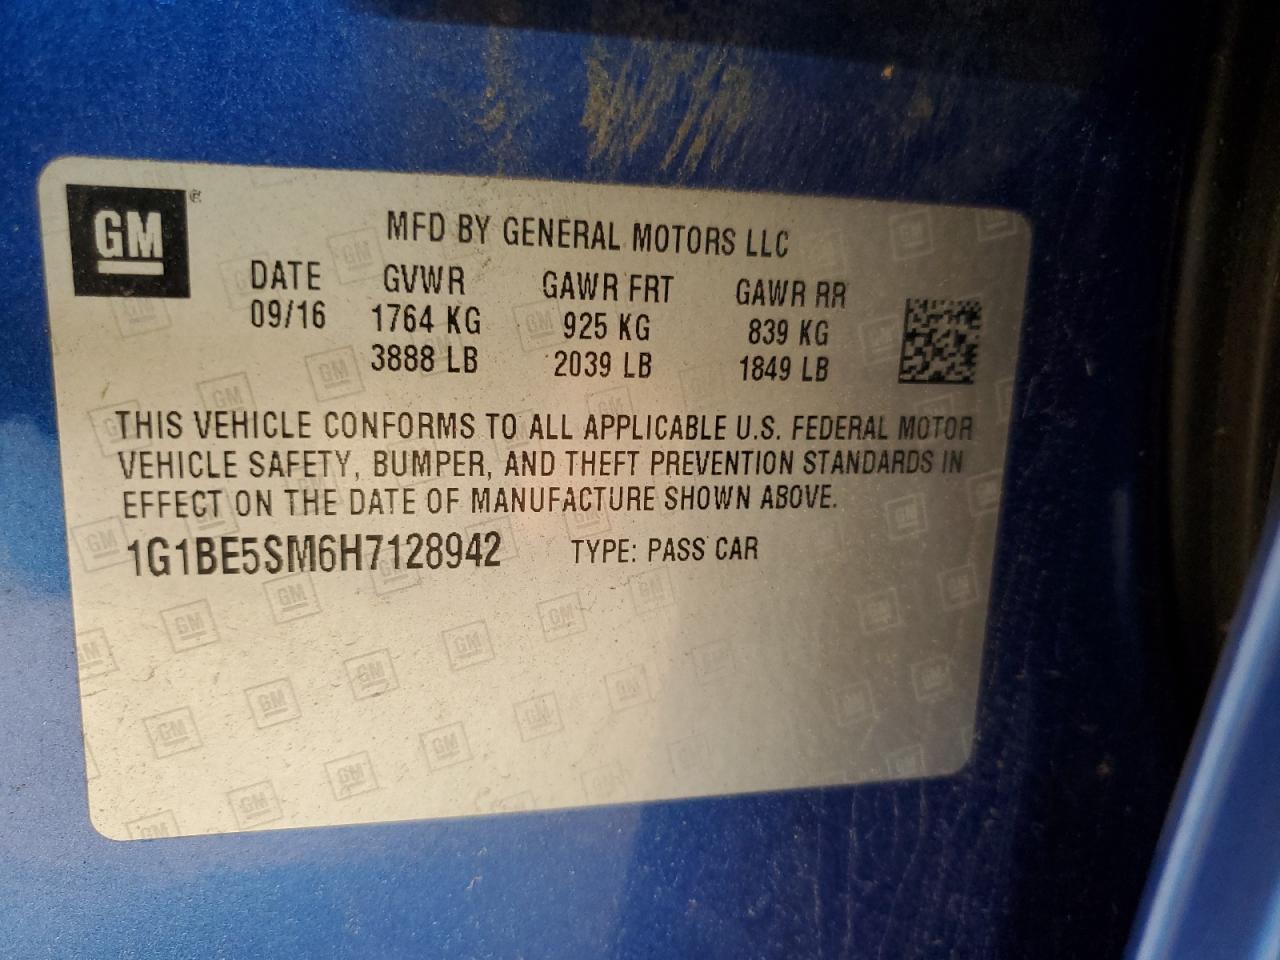 GM ®
MFD BY GENERAL MOTORS LLC
DATE GVWR GAWR FRT GAWR RR
09/16 1764 KG 925 KG 839 KG
3888 LB 2039 LB 1849 LB
THIS VEHICLE CONFORMS TO ALL APPLICABLE U.S. FEDERAL MOTOR
VEHICLE SAFETY, BUMPER, AND THEFT PREVENTION STANDARDS IN
EFFECT ON THE DATE OF MANUFACTURE SHOWN ABOVE.
1G1BE5SM6H7128942 TYPE: PASS CAR